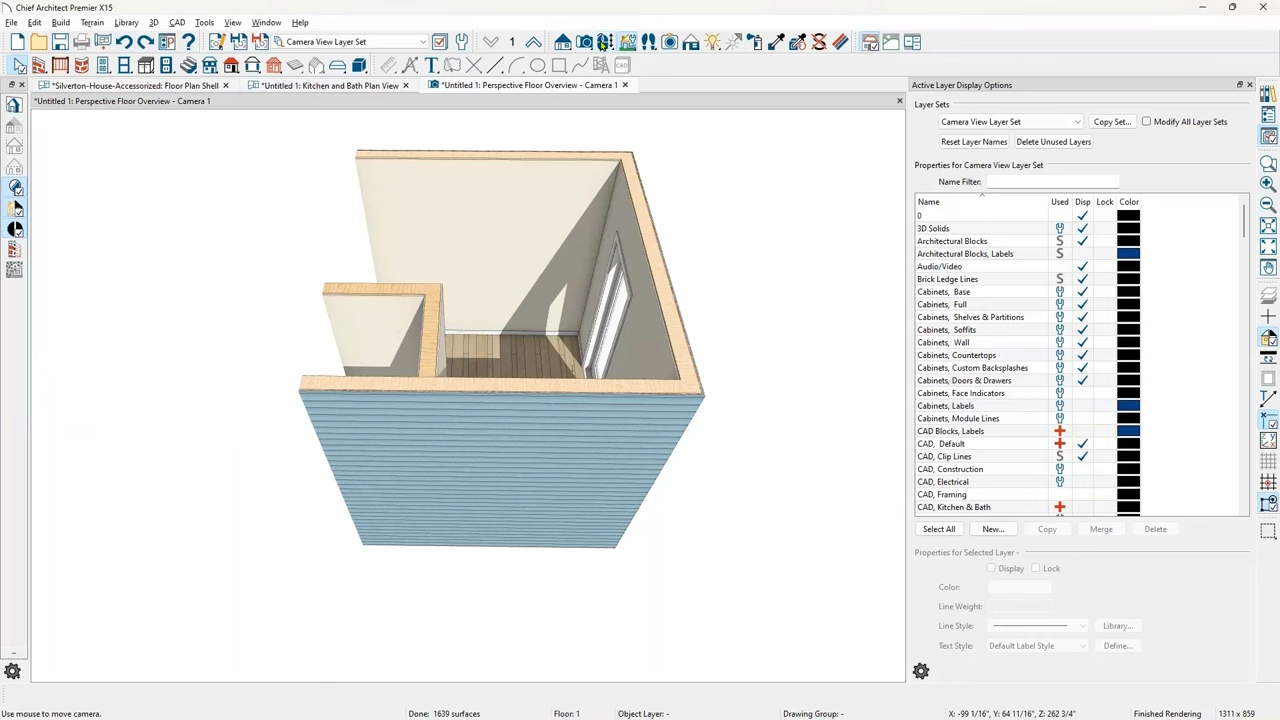 Chief Architect Premier X15
File Edit Build Terrain Library 3D CAD Tools View Window Help
Camera View Layer Set 1
*Silverton-House-Accessorized: Floor Plan Shell *Untitled 1: Kitchen and Bath Plan View *Untitled 1: Perspective Floor Overview - Camera 1
*Untitled 1: Perspective Floor Overview - Camera 1
Active Layer Display Options
Layer Sets
Camera View Layer Set Copy Set... Modify All Layer Sets
Reset Layer Names Delete Unused Layers
Properties for Camera View Layer Set
Name Filter:
Name Used Disp Lock Color
0
3D Solids
Architectural Blocks S
Architectural Blocks, Labels S
Audio/Video
Brick Ledge Lines S
Cabinets, Base
Cabinets, Full
Cabinets, Shelves & Partitions
Cabinets, Soffits
Cabinets, Wall
Cabinets, Countertops
Cabinets, Custom Backsplashes
Cabinets, Doors & Drawers
Cabinets, Face Indicators
Cabinets, Labels
Cabinets, Module Lines
CAD Blocks, Labels
CAD, Default
CAD, Clip Lines S
CAD, Construction
CAD, Electrical
CAD, Framing
CAD, Kitchen & Bath
Select All New... Copy Merge Delete
Properties for Selected Layer -
Display Lock
Color:
Line Weight:
Line Style: Library...
Text Style: Default Label Style Define...
Use mouse to move camera. Done: 1639 surfaces Floor: 1 Object Layer: - Drawing Group: - X: -99 1/16", Y: 64 11/16", Z: 262 3/4" Finished Rendering 1311 x 859